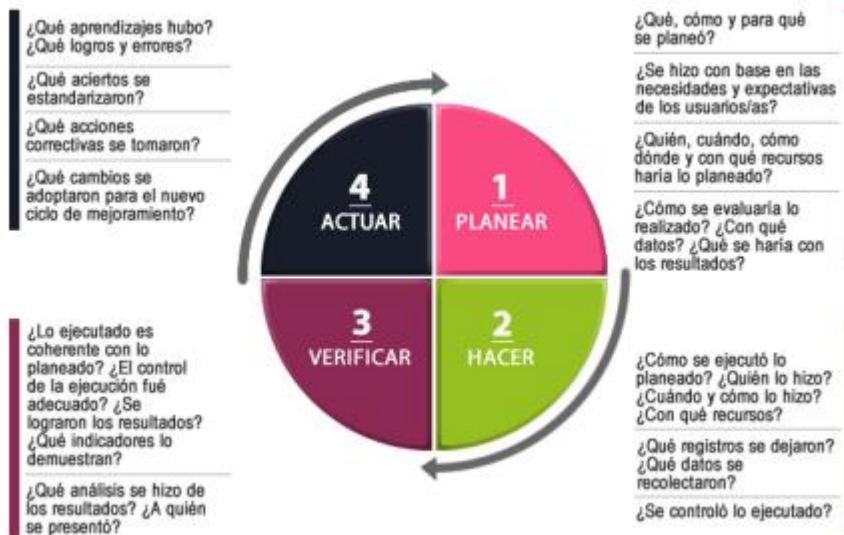 ¿Qué aprendizajes hubo?
¿Qué logros y errores?
¿Qué aciertos se
estandarizaron?
¿Qué acciones
correctivas se tomaron?
¿Qué cambios se
adoptaron para el nuevo
ciclo de mejoramiento?
4
ACTUAR
1
PLANEAR
¿Qué, cómo y para qué
se planeó?
¿Se hizo con base en las
necesidades y expectativas
de los usuarios/as?
¿Quién, cuándo, cómo
dónde y con qué recursos
haría lo planeado?
¿Cómo se evaluaría lo
realizado? ¿Con qué
datos? ¿Qué se haría con
los resultados?
¿Lo ejecutado es
coherente con lo
planeado? ¿El control
de la ejecución fué
adecuado? ¿Se
lograron los resultados?
¿Qué indicadores lo
demuestran?
¿Qué análisis se hizo de
los resultados? ¿A quién
se presentó?
3
VERIFICAR
2
HACER
¿Cómo se ejecutó lo
planeado? ¿Quién lo hizo?
¿Cuándo y cómo lo hizo?
¿Con qué recursos?
¿Qué registros se dejaron?
¿Qué datos se
recolectaron?
¿Se controló lo ejecutado?